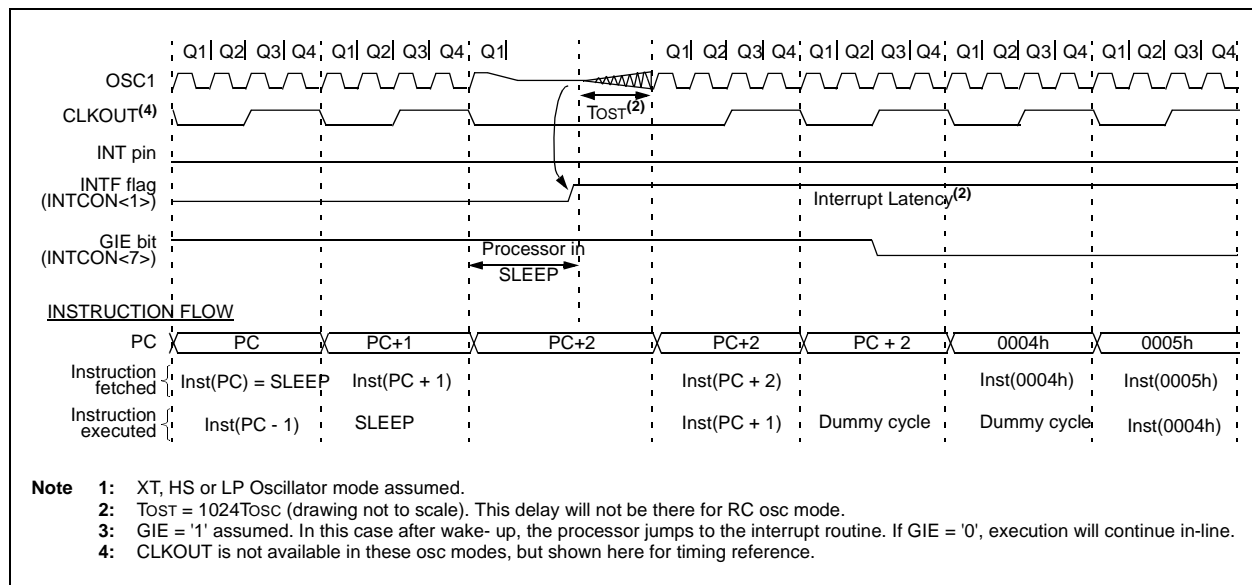 Q1 Q2 Q3 Q4 Q1 Q2 Q3 Q4 Q1 Q1 Q2 Q3 Q4 Q1 Q2 Q3 Q4 Q1 Q2 Q3 Q4 Q1 Q2 Q3 Q4
OSC1
TOST(2)
CLKOUT(4)
INT pin
INTF flag
(INTCON<1>)
Interrupt Latency(2)
GIE bit
(INTCON<7>)
Processor in
SLEEP
INSTRUCTION FLOW
PC PC PC+1 PC+2 PC+2 PC + 2 0004h 0005h
Instruction
fetched
Inst(PC) = SLEEP Inst(PC + 1) Inst(PC + 2) Inst(0004h) Inst(0005h)
Instruction
executed
Inst(PC - 1) SLEEP Inst(PC + 1) Dummy cycle Dummy cycle Inst(0004h)
Note 1: XT, HS or LP Oscillator mode assumed.
2: TOST = 1024TOSC (drawing not to scale). This delay will not be there for RC osc mode.
3: GIE = '1' assumed. In this case after wake- up, the processor jumps to the interrupt routine. If GIE = '0', execution will continue in-line.
4: CLKOUT is not available in these osc modes, but shown here for timing reference.